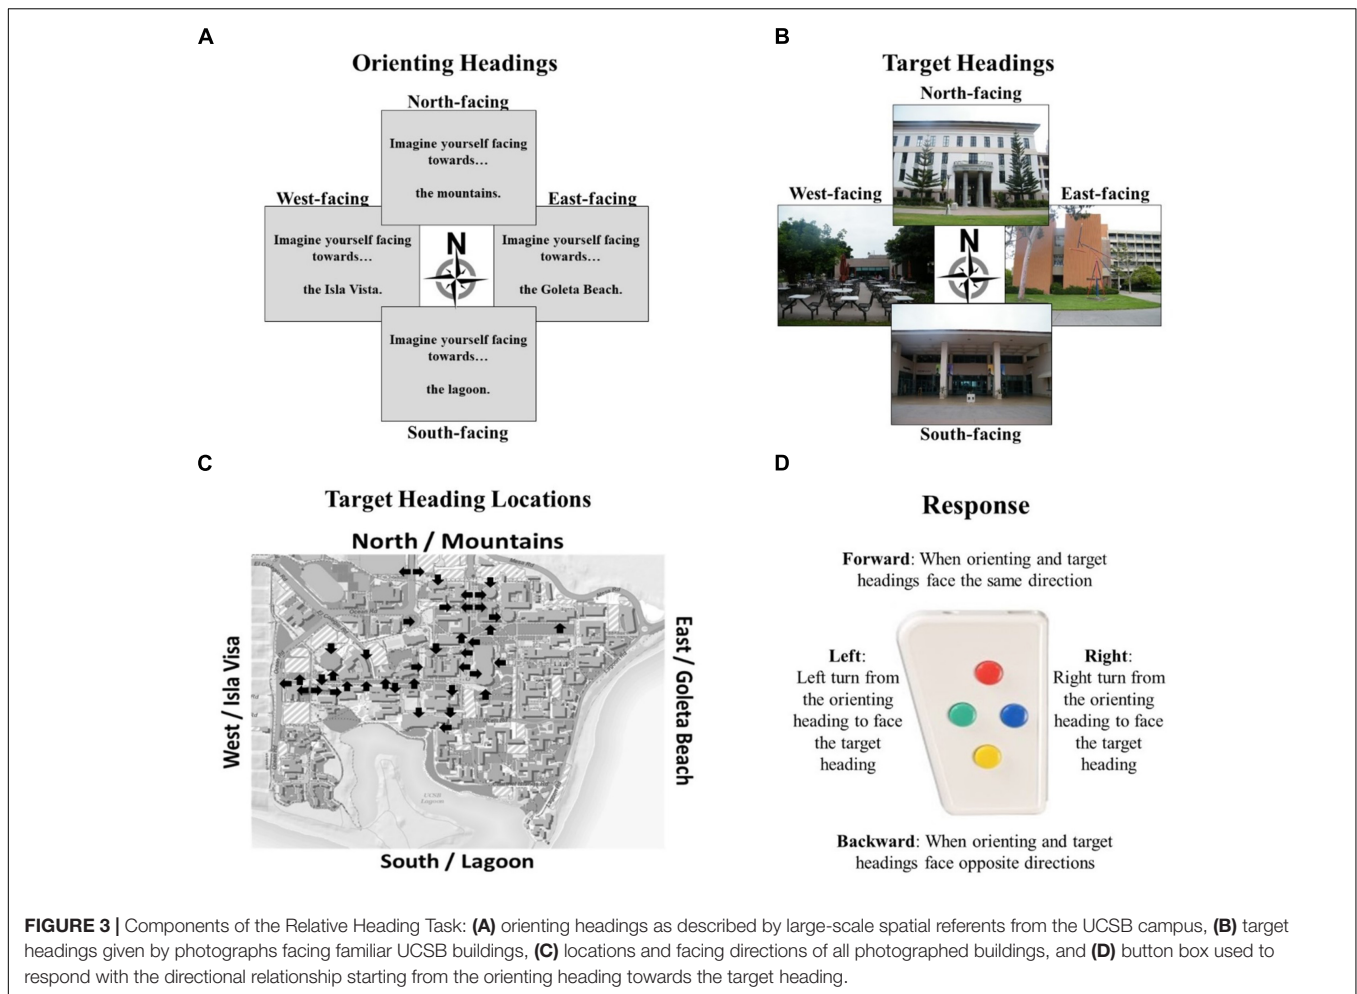 A
Orienting Headings
North-facing
Imagine yourself facing
towards…
the mountains.
West-facing
East-facing
Imagine yourself facing
towards…
the Isla Vista.
N
Imagine yourself facing
towards…
the Goleta Beach.
Imagine yourself facing
towards…
the lagoon.
South-facing
B
Target Headings
North-facing
West-facing
East-facing
N
South-facing
C
Target Heading Locations
North / Mountains
West / Isla Visa
East / Goleta Beach
UCSB
Lagoon
South / Lagoon
D
Response
Forward: When orienting and target
headings face the same direction
Left:
Left turn from
the orienting
heading to face
the target
heading
Right:
Right turn from
the orienting
heading to face
the target
heading
Backward: When orienting and target
headings face opposite directions
FIGURE 3 | Components of the Relative Heading Task: (A) orienting headings as described by large-scale spatial referents from the UCSB campus, (B) target
headings given by photographs facing familiar UCSB buildings, (C) locations and facing directions of all photographed buildings, and (D) button box used to
respond with the directional relationship starting from the orienting heading towards the target heading.